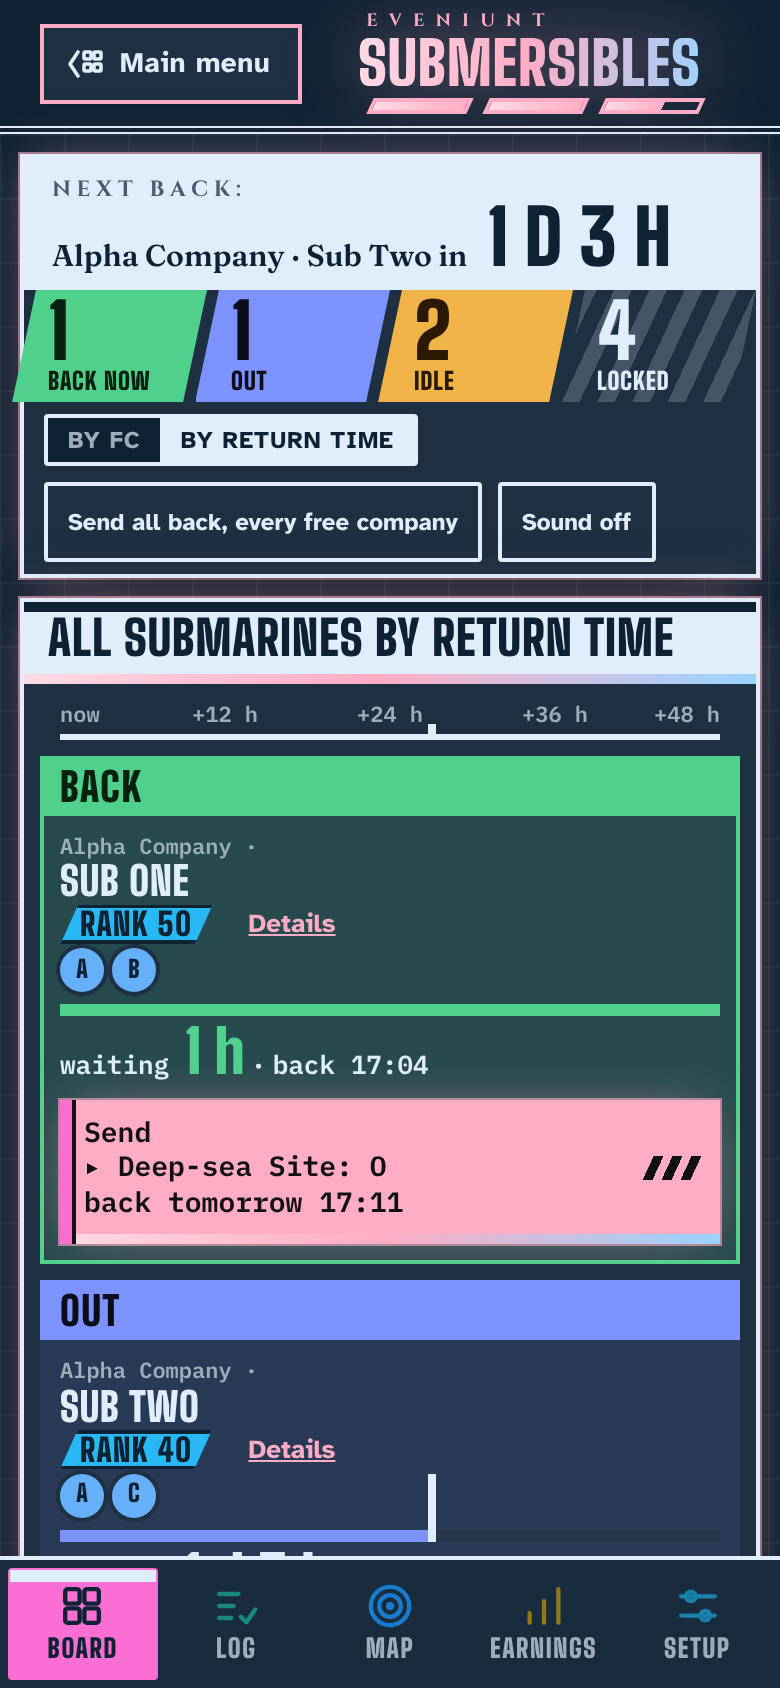 Main menu
EVENIUNT
SUBMERSIBLES
NEXT BACK:
Alpha Company · Sub Two in 1D3H
1
BACK NOW
1
OUT
2
IDLE
4
LOCKED
BY FC
BY RETURN TIME
Send all back, every free company
Sound off
ALL SUBMARINES BY RETURN TIME
now +12 h +24 h +36 h +48 h
BACK
Alpha Company ·
SUB ONE
RANK 50 Details
A B
waiting 1h · back 17:04
Send
▸ Deep-sea Site: O
back tomorrow 17:11
OUT
Alpha Company ·
SUB TWO
RANK 40 Details
A C
BOARD
LOG
MAP
EARNINGS
SETUP